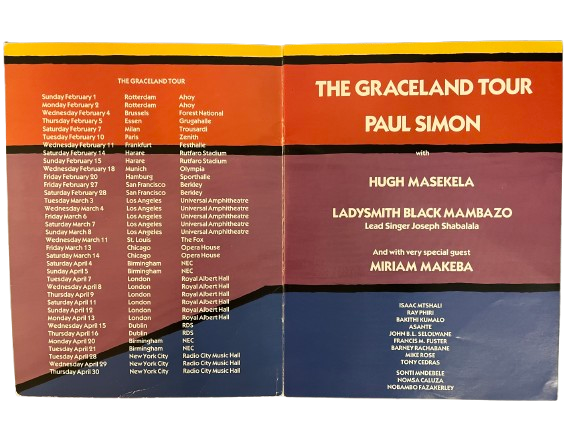 THE GRACELAND TOUR
Sunday February 1 Rotterdam Ahoy
Monday February 2 Rotterdam Ahoy
Wednesday February 4 Brussels Forest National
Thursday February 5 Essen Grugahalle
Saturday February 7 Milan Trousardi
Tuesday February 10 Paris Zenith
Wednesday February 11 Frankfurt Festhalle
Saturday February 14 Harare Rutfaro Stadium
Sunday February 15 Harare Rutfaro Stadium
Wednesday February 18 Munich Olympia
Friday February 20 Hamburg Sporthalle
Friday February 27 San Francisco Berkley
Saturday February 28 San Francisco Berkley
Tuesday March 3 Los Angeles Universal Amphitheatre
Wednesday March 4 Los Angeles Universal Amphitheatre
Friday March 6 Los Angeles Universal Amphitheatre
Saturday March 7 Los Angeles Universal Amphitheatre
Sunday March 8 Los Angeles Universal Amphitheatre
Wednesday March 11 St. Louis The Fox
Friday March 13 Chicago Opera House
Saturday March 14 Chicago Opera House
Saturday April 4 Birmingham NEC
Sunday April 5 Birmingham NEC
Tuesday April 7 London Royal Albert Hall
Wednesday April 8 London Royal Albert Hall
Thursday April 9 London Royal Albert Hall
Saturday April 11 London Royal Albert Hall
Sunday April 12 London Royal Albert Hall
Monday April 13 London Royal Albert Hall
Wednesday April 15 Dublin RDS
Thursday April 16 Dublin RDS
Monday April 20 Birmingham NEC
Tuesday April 21 Birmingham NEC
Tuesday April 28 New York City Radio City Music Hall
Wednesday April 29 New York City Radio City Music Hall
Thursday April 30 New York City Radio City Music Hall
THE GRACELAND TOUR
PAUL SIMON
with
HUGH MASEKELA
LADYSMITH BLACK MAMBAZO
Lead Singer Joseph Shabalala
And with very special guest
MIRIAM MAKEBA
ISAAC MTSHALI
RAY PHIRI
BAKITHI KUMALO
ASANTE
JOHN B.L. SELOLWANE
FRANCIS M. FUSTER
BARNEY RACHABANE
MIKE ROSE
TONY CEDRAS
SONTI MNDEBELE
NOMSA CALUZA
NOBAMBO FAZAKERLEY